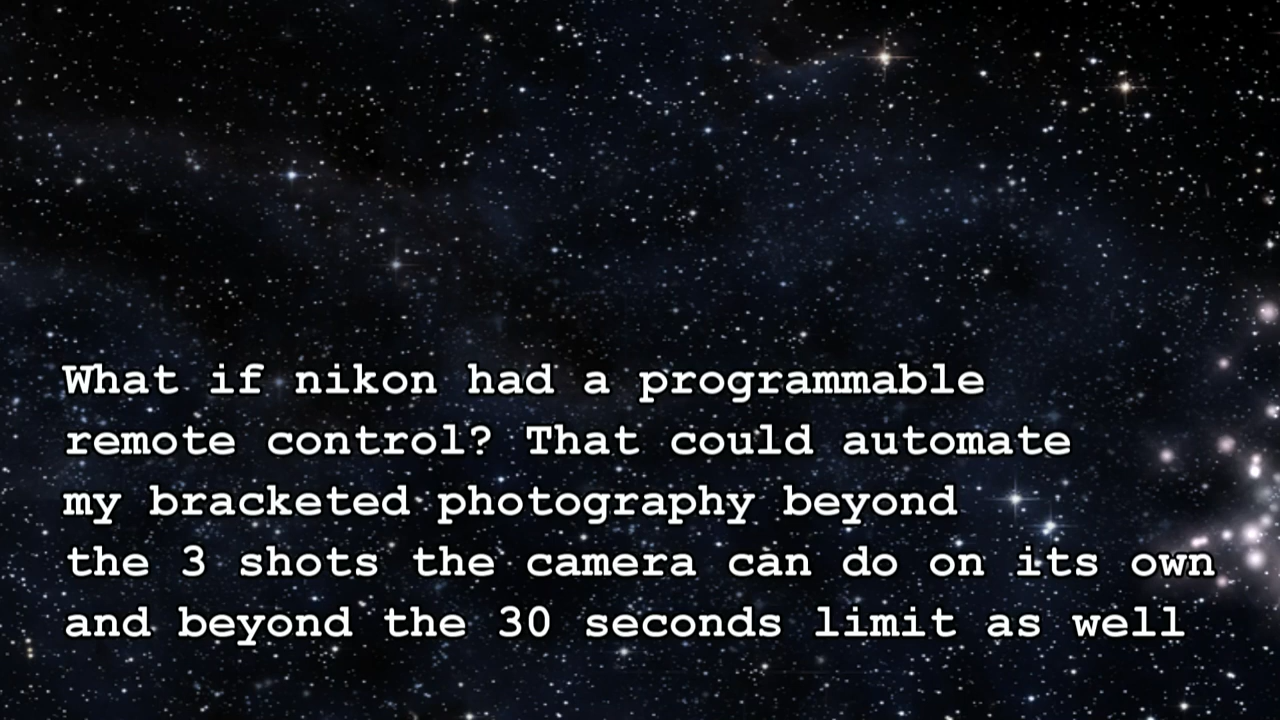 What if nikon had a programmable
remote control? That could automate
my bracketed photography beyond
the 3 shots the camera can do on its own
and beyond the 30 seconds limit as well